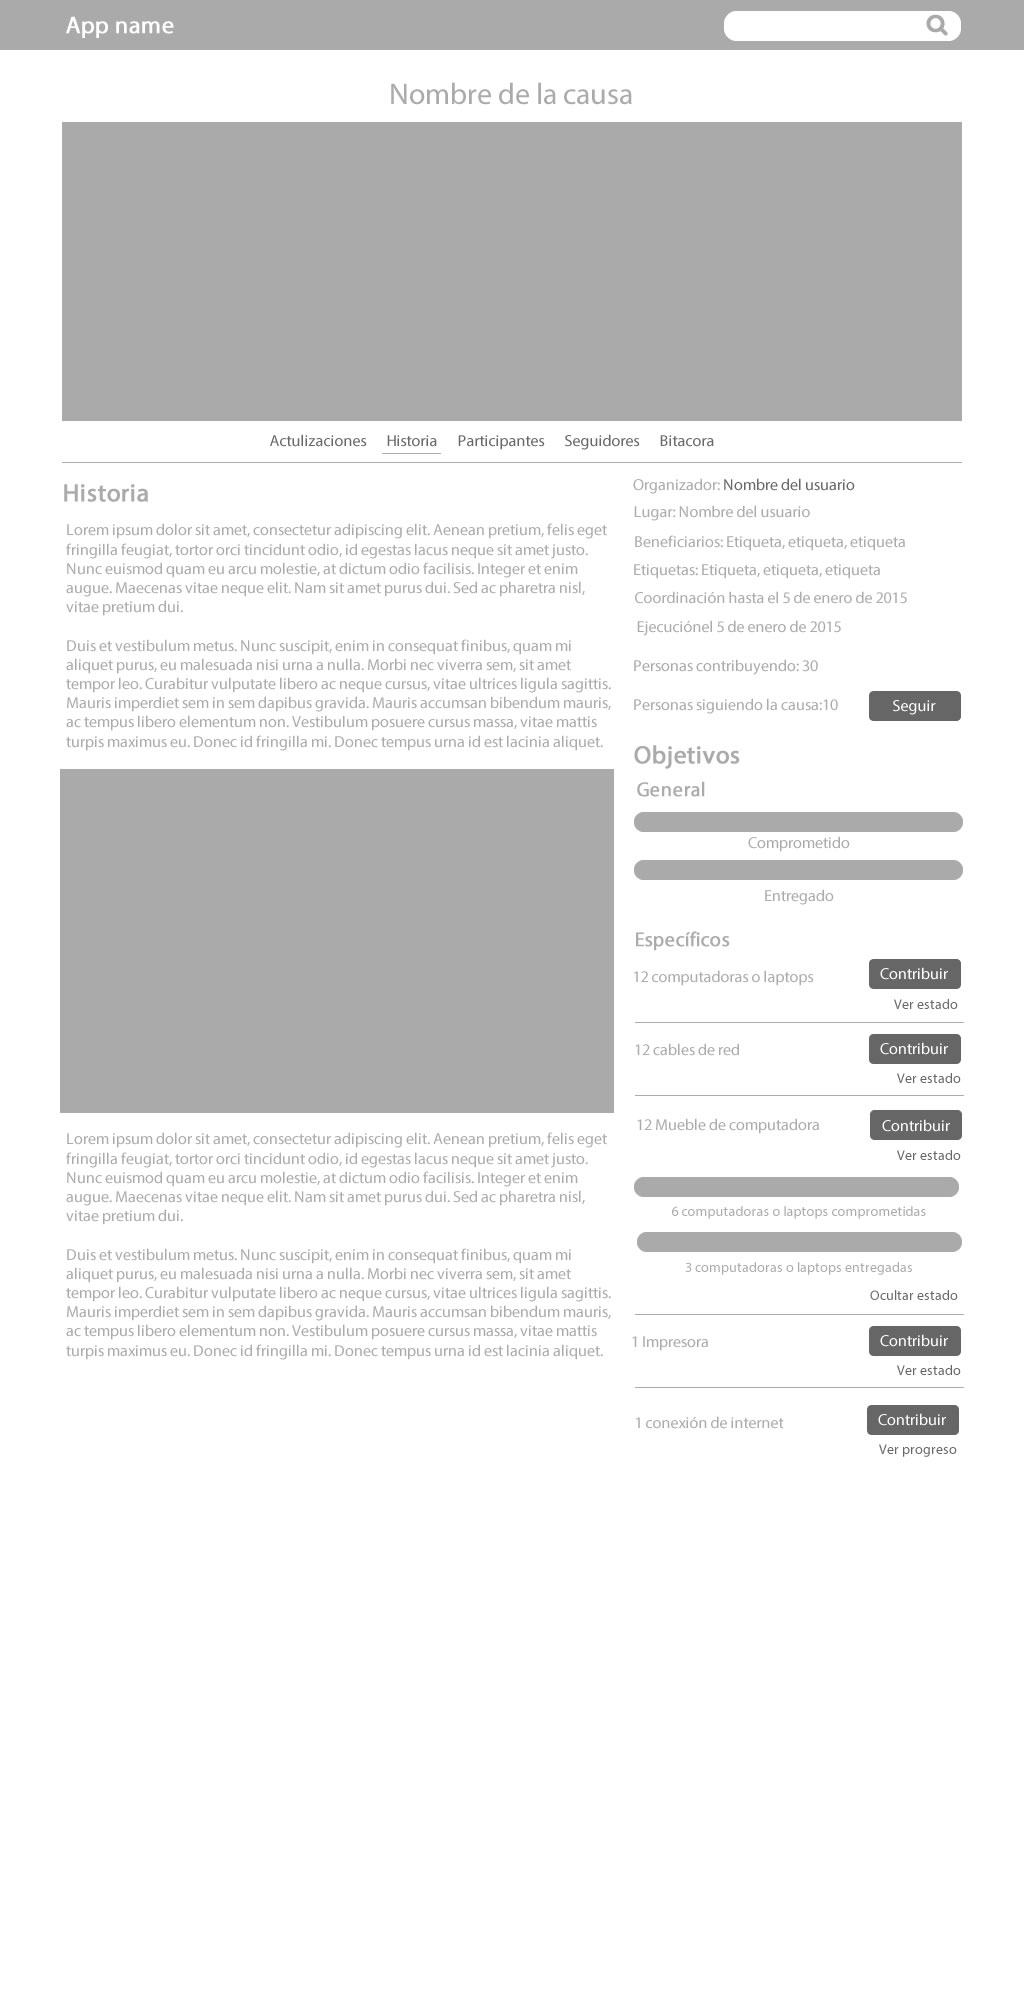 App name
Nombre de la causa
Actulizaciones Historia Participantes Seguidores Bitacora
Historia
Lorem ipsum dolor sit amet, consectetur adipiscing elit. Aenean pretium, felis eget
fringilla feugiat, tortor orci tincidunt odio, id egestas lacus neque sit amet justo.
Nunc euismod quam eu arcu molestie, at dictum odio facilisis. Integer et enim
augue. Maecenas vitae neque elit. Nam sit amet purus dui. Sed ac pharetra nisl,
vitae pretium dui.
Duis et vestibulum metus. Nunc suscipit, enim in consequat finibus, quam mi
aliquet purus, eu malesuada nisi urna a nulla. Morbi nec viverra sem, sit amet
tempor leo. Curabitur vulputate libero ac neque cursus, vitae ultrices ligula sagittis.
Mauris imperdiet sem in sem dapibus gravida. Mauris accumsan bibendum mauris,
ac tempus libero elementum non. Vestibulum posuere cursus massa, vitae mattis
turpis maximus eu. Donec id fringilla mi. Donec tempus urna id est lacinia aliquet.
Lorem ipsum dolor sit amet, consectetur adipiscing elit. Aenean pretium, felis eget
fringilla feugiat, tortor orci tincidunt odio, id egestas lacus neque sit amet justo.
Nunc euismod quam eu arcu molestie, at dictum odio facilisis. Integer et enim
augue. Maecenas vitae neque elit. Nam sit amet purus dui. Sed ac pharetra nisl,
vitae pretium dui.
Duis et vestibulum metus. Nunc suscipit, enim in consequat finibus, quam mi
aliquet purus, eu malesuada nisi urna a nulla. Morbi nec viverra sem, sit amet
tempor leo. Curabitur vulputate libero ac neque cursus, vitae ultrices ligula sagittis.
Mauris imperdiet sem in sem dapibus gravida. Mauris accumsan bibendum mauris,
ac tempus libero elementum non. Vestibulum posuere cursus massa, vitae mattis
turpis maximus eu. Donec id fringilla mi. Donec tempus urna id est lacinia aliquet.
Organizador: Nombre del usuario
Lugar: Nombre del usuario
Beneficiarios: Etiqueta, etiqueta, etiqueta
Etiquetas: Etiqueta, etiqueta, etiqueta
Coordinación hasta el 5 de enero de 2015
Ejecuciónel 5 de enero de 2015
Personas contribuyendo: 30
Personas siguiendo la causa:10 Seguir
Objetivos
General
Comprometido
Entregado
Específicos
12 computadoras o laptops Contribuir
Ver estado
12 cables de red Contribuir
Ver estado
12 Mueble de computadora Contribuir
Ver estado
6 computadoras o laptops comprometidas
3 computadoras o laptops entregadas
Ocultar estado
1 Impresora Contribuir
Ver estado
1 conexión de internet Contribuir
Ver progreso